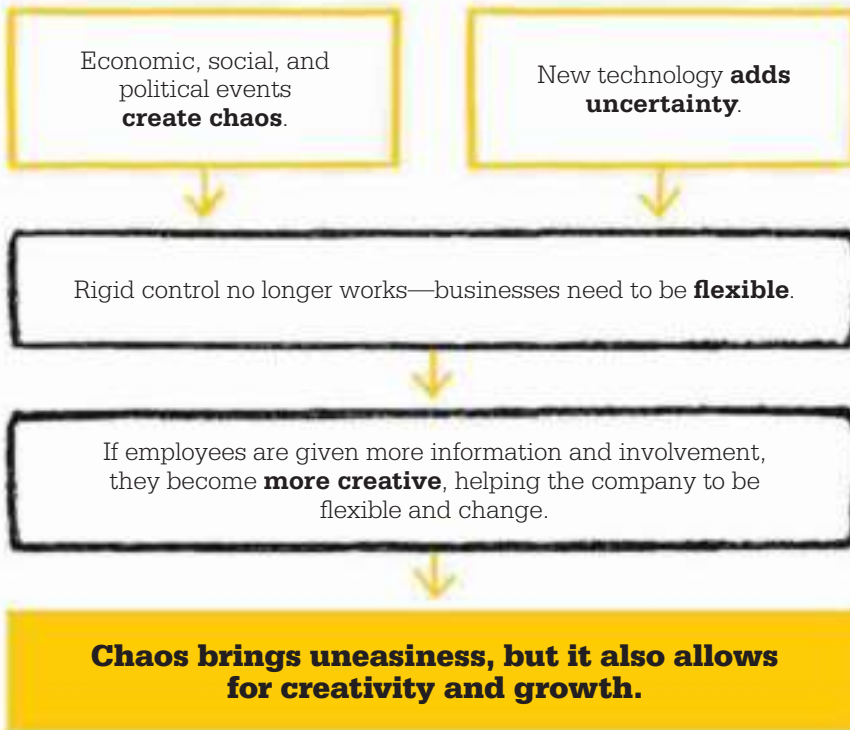 Economic, social, and
political events
create chaos.
New technology adds
uncertainty.
Rigid control no longer works—businesses need to be flexible.
If employees are given more information and involvement,
they become more creative, helping the company to be
flexible and change.
Chaos brings uneasiness, but it also allows
for creativity and growth.